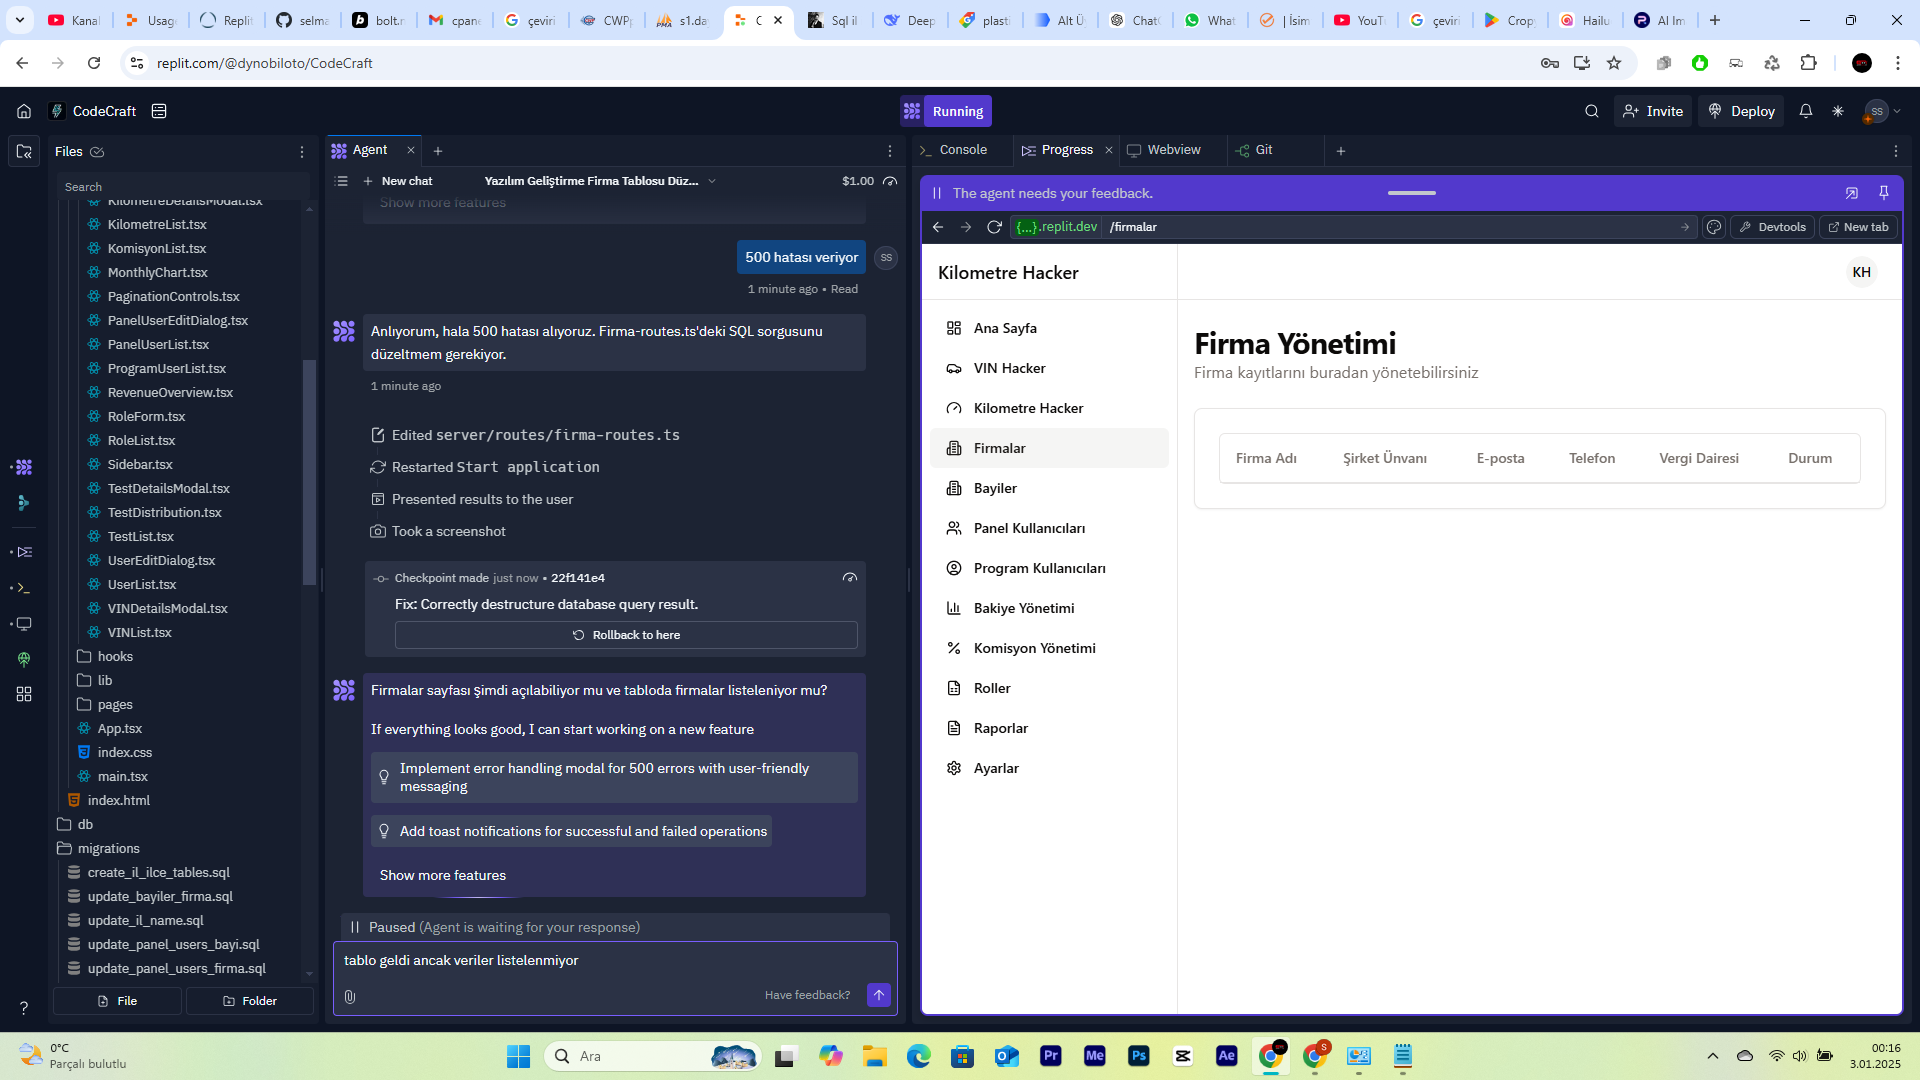 Kanal
Usage
Replit
selma
bolt.n
cpane
çeviri
CWPp
s1.da
C
Sql il
Deep
plasti
Alt Ü
ChatG
What
| İsim
YouTu
çeviri
Crop
Hailu
AI Im
replit.com/@dynobiloto/CodeCraft
CodeCraft
Running
Invite
Deploy
SS
Files
Search
KilometreDetailsModal.tsx
KilometreList.tsx
KomisyonList.tsx
MonthlyChart.tsx
PaginationControls.tsx
PanelUserEditDialog.tsx
PanelUserList.tsx
ProgramUserList.tsx
RevenueOverview.tsx
RoleForm.tsx
RoleList.tsx
Sidebar.tsx
TestDetailsModal.tsx
TestDistribution.tsx
TestList.tsx
UserEditDialog.tsx
UserList.tsx
VINDetailsModal.tsx
VINList.tsx
hooks
lib
pages
App.tsx
index.css
main.tsx
index.html
db
migrations
create_il_ilce_tables.sql
update_bayiler_firma.sql
update_il_name.sql
update_panel_users_bayi.sql
update_panel_users_firma.sql
File
Folder
Agent
New chat
Yazılım Geliştirme Firma Tablosu Düz...
$1.00
Show more features
500 hatası veriyor
SS
1 minute ago • Read
Anlıyorum, hala 500 hatası alıyoruz. Firma-routes.ts'deki SQL sorgusunu
düzeltmem gerekiyor.
1 minute ago
Edited server/routes/firma-routes.ts
Restarted Start application
Presented results to the user
Took a screenshot
Checkpoint made just now • 22f141e4
Fix: Correctly destructure database query result.
Rollback to here
Firmalar sayfası şimdi açılabiliyor mu ve tabloda firmalar listeleniyor mu?
If everything looks good, I can start working on a new feature
Implement error handling modal for 500 errors with user-friendly
messaging
Add toast notifications for successful and failed operations
Show more features
Paused (Agent is waiting for your response)
tablo geldi ancak veriler listelenmiyor
Have feedback?
Console
Progress
Webview
Git
The agent needs your feedback.
{...}.replit.dev
/firmalar
Devtools
New tab
Kilometre Hacker
KH
Ana Sayfa
VIN Hacker
Kilometre Hacker
Firmalar
Bayiler
Panel Kullanıcıları
Program Kullanıcıları
Bakiye Yönetimi
Komisyon Yönetimi
Roller
Raporlar
Ayarlar
Firma Yönetimi
Firma kayıtlarını buradan yönetebilirsiniz
Firma Adı
Şirket Ünvanı
E-posta
Telefon
Vergi Dairesi
Durum
0°C
Parçalı bulutlu
Ara
Pr
Me
Ps
Ae
S
00:16
3.01.2025